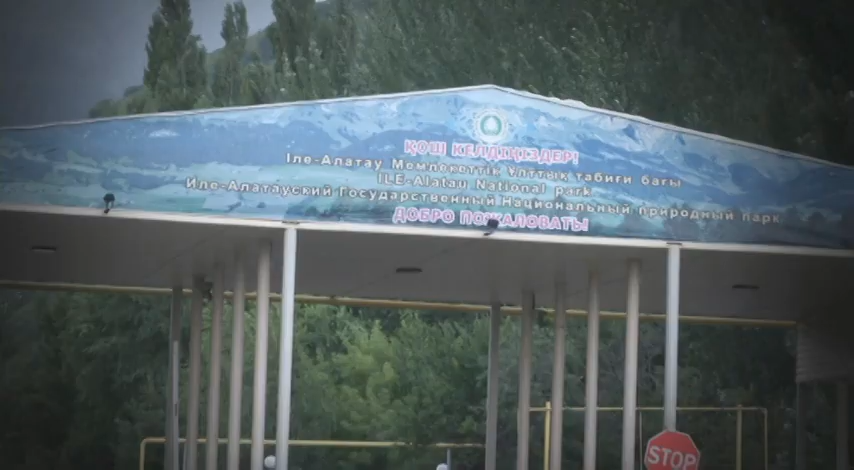 ҚОШ КЕЛДІҢІЗДЕР!
Іле-Алатау Мемлекеттік Ұлттық табиғи бағы
ILE-Alatau National park
Иле-Алатауский Государственный Национальный природный парк
ДОБРО ПОЖАЛОВАТЬ!
STOP